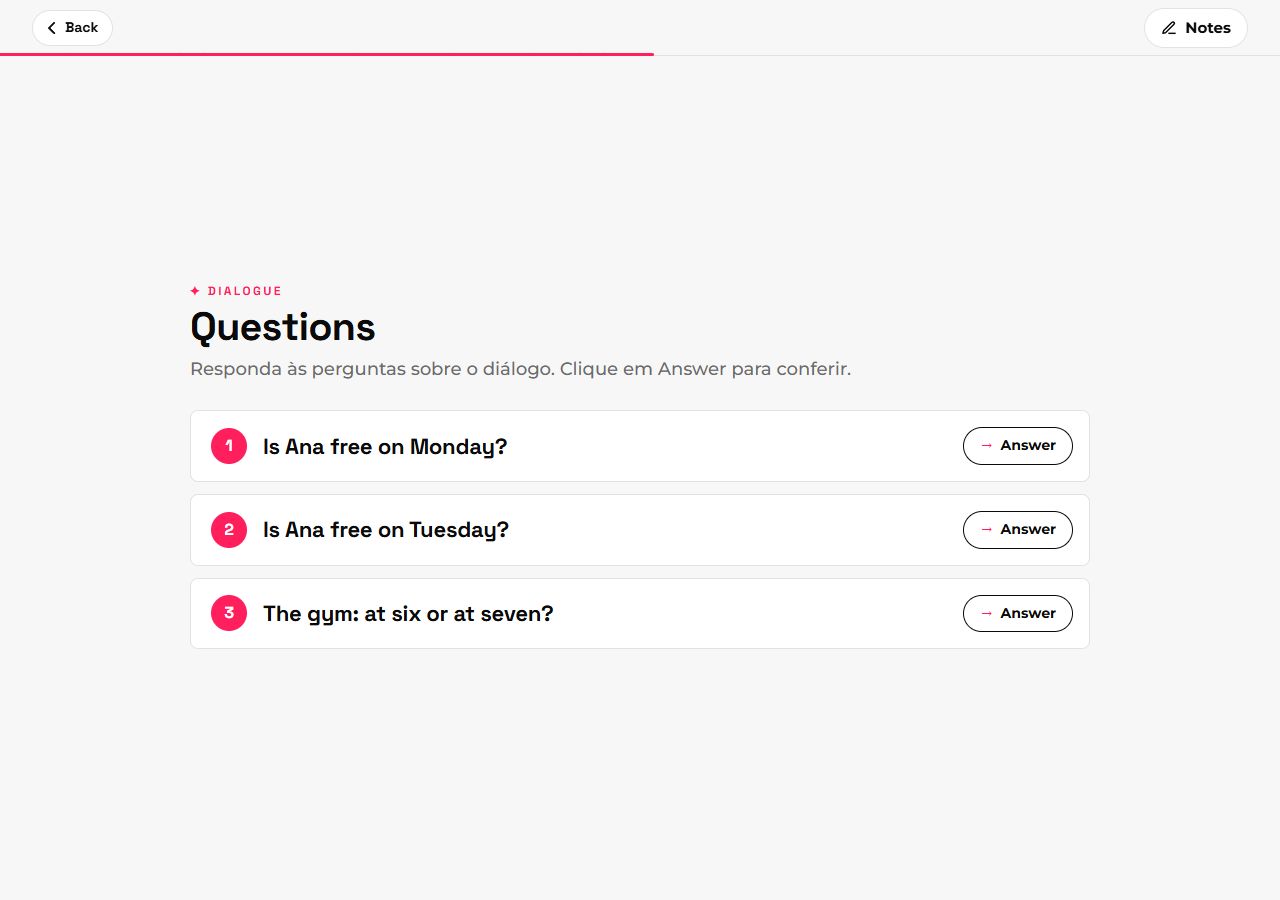 Back
Notes
✦ DIALOGUE
Questions
Responda às perguntas sobre o diálogo. Clique em Answer para conferir.
1 Is Ana free on Monday? → Answer
2 Is Ana free on Tuesday? → Answer
3 The gym: at six or at seven? → Answer